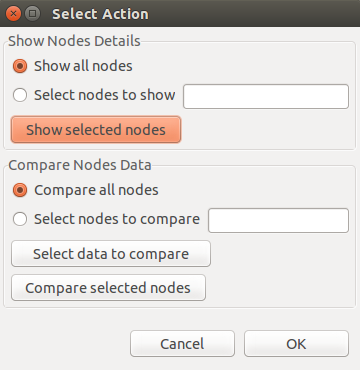 Select Action
Show Nodes Details
Show all nodes
Select nodes to show
Show selected nodes
Compare Nodes Data
Compare all nodes
Select nodes to compare
Select data to compare
Compare selected nodes
Cancel OK